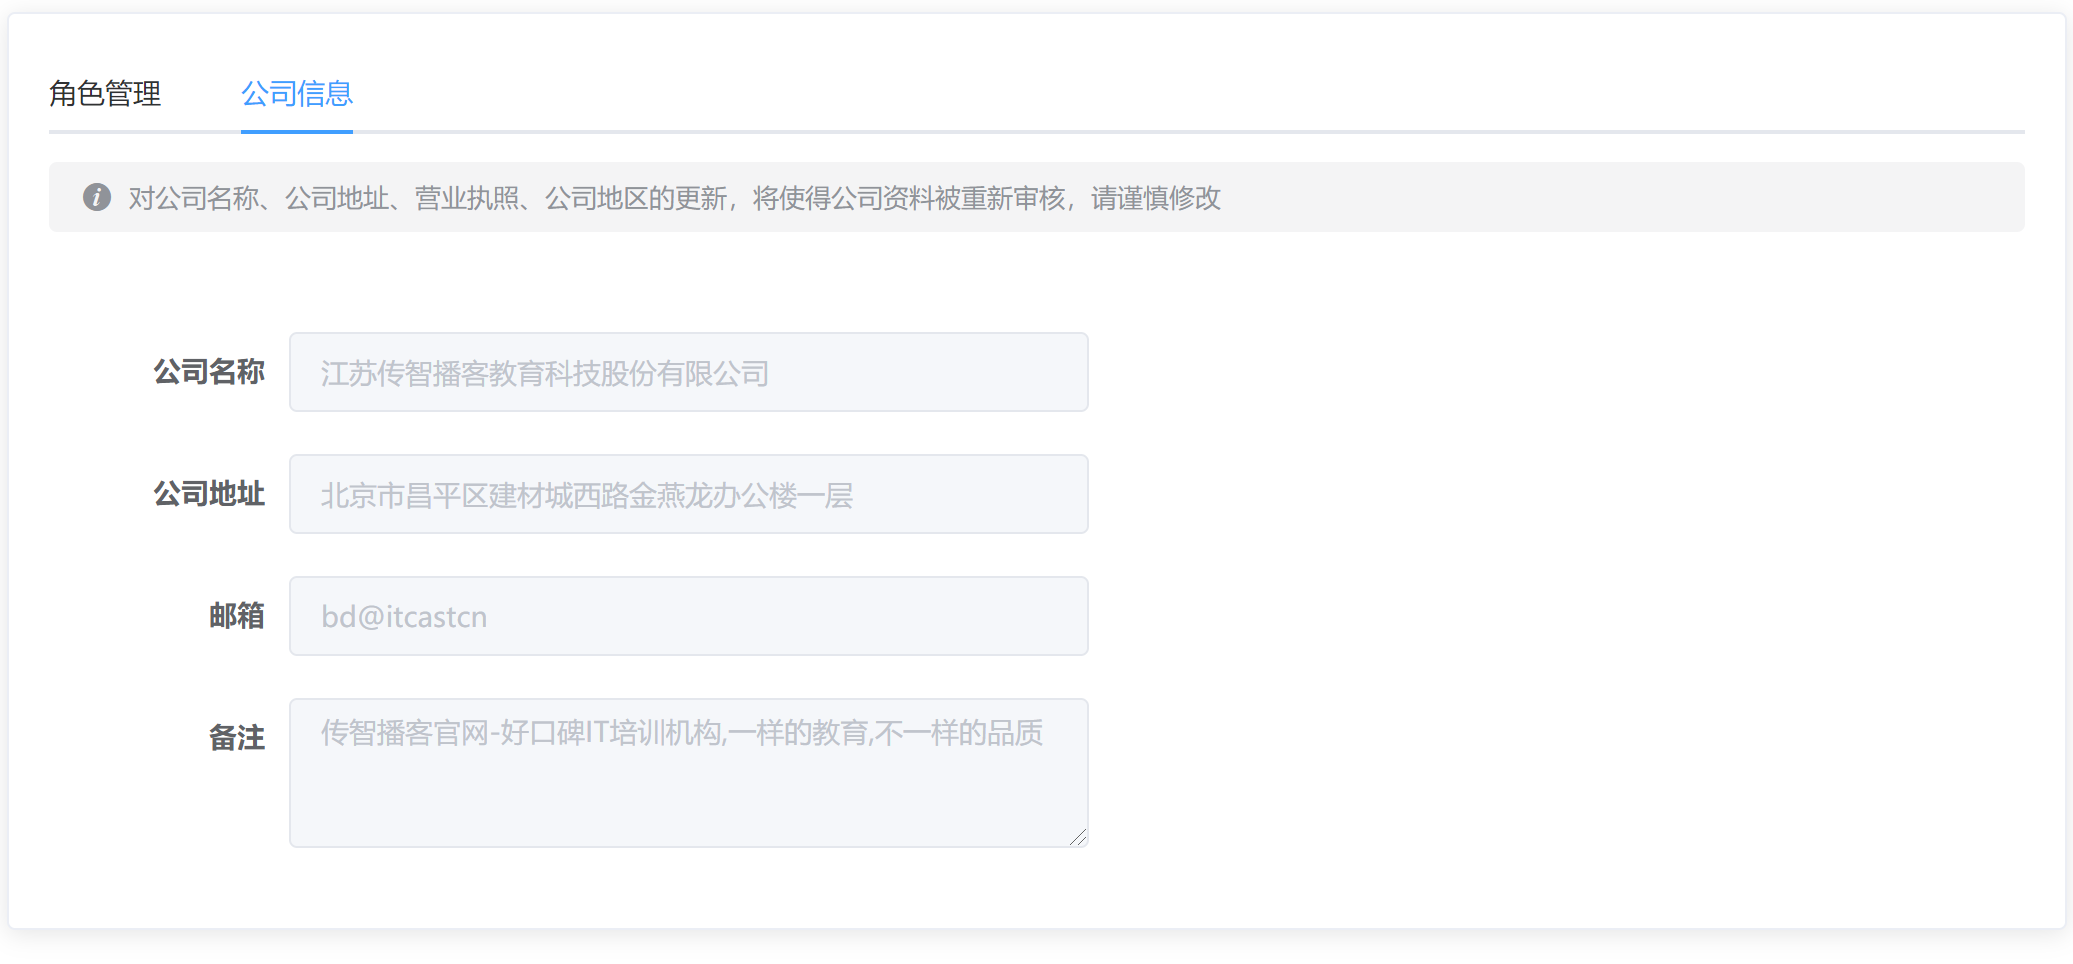 角色管理 公司信息
对公司名称、公司地址、营业执照、公司地区的更新，将使得公司资料被重新审核，请谨慎修改
公司名称 江苏传智播客教育科技股份有限公司
公司地址 北京市昌平区建材城西路金燕龙办公楼一层
邮箱 bd@itcastcn
备注 传智播客官网-好口碑IT培训机构,一样的教育,不一样的品质